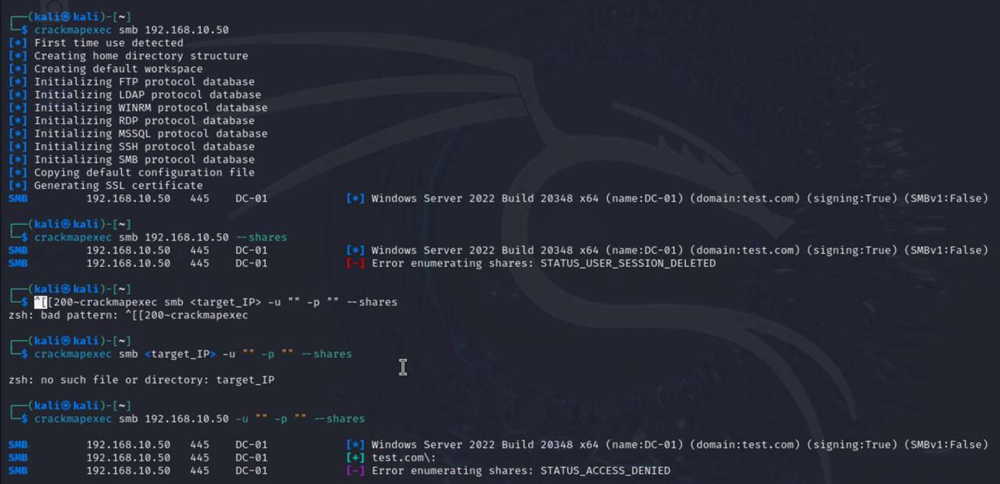 ┌──(kali㉿kali)-[~]
└─$ crackmapexec smb 192.168.10.50
[*] First time use detected
[*] Creating home directory structure
[*] Creating default workspace
[*] Initializing FTP protocol database
[*] Initializing LDAP protocol database
[*] Initializing WINRM protocol database
[*] Initializing RDP protocol database
[*] Initializing MSSQL protocol database
[*] Initializing SSH protocol database
[*] Initializing SMB protocol database
[*] Copying default configuration file
[*] Generating SSL certificate
SMB         192.168.10.50   445    DC-01            [*] Windows Server 2022 Build 20348 x64 (name:DC-01) (domain:test.com) (signing:True) (SMBv1:False)
┌──(kali㉿kali)-[~]
└─$ crackmapexec smb 192.168.10.50 --shares
SMB         192.168.10.50   445    DC-01            [*] Windows Server 2022 Build 20348 x64 (name:DC-01) (domain:test.com) (signing:True) (SMBv1:False)
SMB         192.168.10.50   445    DC-01            [-] Error enumerating shares: STATUS_USER_SESSION_DELETED
┌──(kali㉿kali)-[~]
└─$ ^[[200~crackmapexec smb <target_IP> -u "" -p "" --shares
zsh: bad pattern: ^[[200~crackmapexec
┌──(kali㉿kali)-[~]
└─$ crackmapexec smb <target_IP> -u "" -p "" --shares
zsh: no such file or directory: target_IP
┌──(kali㉿kali)-[~]
└─$ crackmapexec smb 192.168.10.50 -u "" -p "" --shares
SMB         192.168.10.50   445    DC-01            [*] Windows Server 2022 Build 20348 x64 (name:DC-01) (domain:test.com) (signing:True) (SMBv1:False)
SMB         192.168.10.50   445    DC-01            [+] test.com\:
SMB         192.168.10.50   445    DC-01            [-] Error enumerating shares: STATUS_ACCESS_DENIED